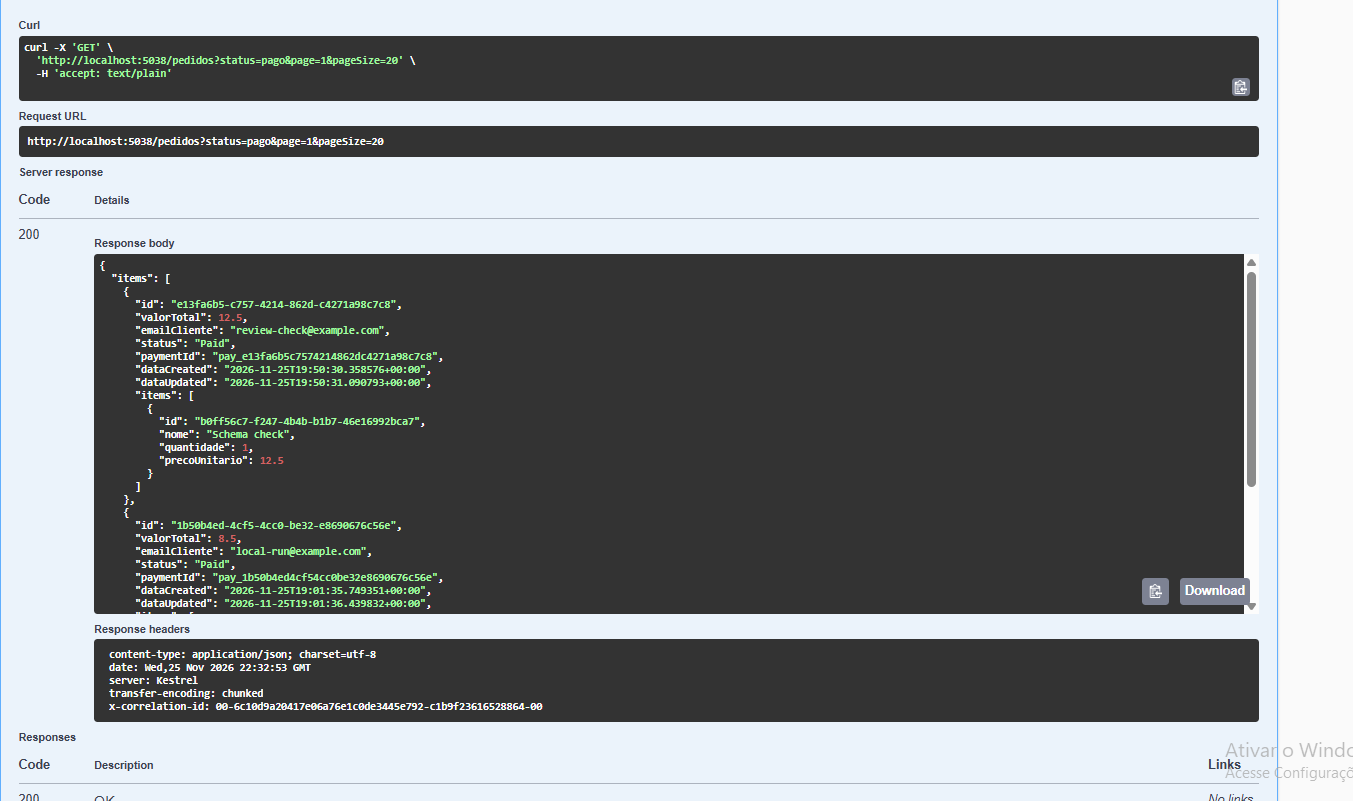 Curl
curl -X 'GET' \
  'http://localhost:5038/pedidos?status=pago&page=1&pageSize=20' \
  -H 'accept: text/plain'
Request URL
http://localhost:5038/pedidos?status=pago&page=1&pageSize=20
Server response
Code Details
200
Response body
{
  "items": [
    {
      "id": "e13fa6b5-c757-4214-862d-c4271a98c7c8",
      "valorTotal": 12.5,
      "emailCliente": "review-check@example.com",
      "status": "Paid",
      "paymentId": "pay_e13fa6b5c7574214862dc4271a98c7c8",
      "dataCreated": "2026-11-25T19:50:30.358576+00:00",
      "dataUpdated": "2026-11-25T19:50:31.090793+00:00",
      "items": [
        {
          "id": "b0ff56c7-f247-4b4b-b1b7-46e16992bca7",
          "nome": "Schema check",
          "quantidade": 1,
          "precoUnitario": 12.5
        }
      ]
    },
    {
      "id": "1b50b4ed-4cf5-4cc0-be32-e8690676c56e",
      "valorTotal": 8.5,
      "emailCliente": "local-run@example.com",
      "status": "Paid",
      "paymentId": "pay_1b50b4ed4cf54cc0be32e8690676c56e",
      "dataCreated": "2026-11-25T19:01:35.749351+00:00",
      "dataUpdated": "2026-11-25T19:01:36.439832+00:00",
Download
Response headers
content-type: application/json; charset=utf-8
date: Wed,25 Nov 2026 22:32:53 GMT
server: Kestrel
transfer-encoding: chunked
x-correlation-id: 00-6c10d9a20417e06a76e1c0de3445e792-c1b9f23616528864-00
Responses
Code Description Links
Ativar o Windo
Acesse Configuraçõ
200 OK No links